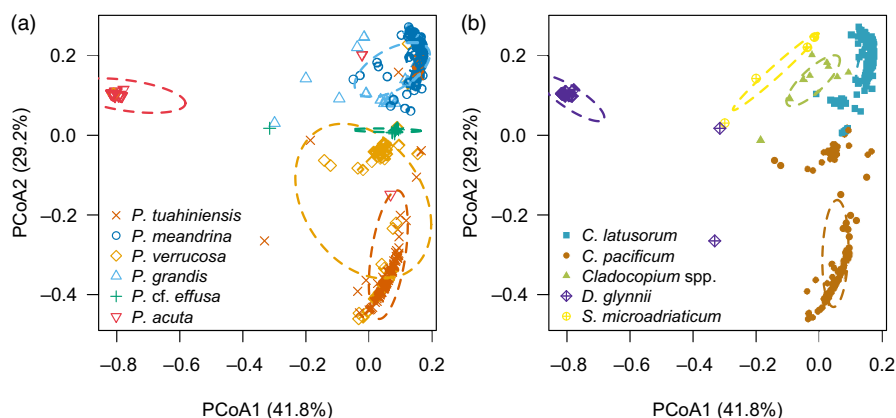 (a)
PCoA2 (29.2%)
0.2
0.0
−0.2
−0.4
P. tuahiniensis
P. meandrina
P. verrucosa
P. grandis
P. cf. effusa
P. acuta
−0.8 −0.6 −0.4 −0.2 0.0 0.2
PCoA1 (41.8%)
(b)
PCoA2 (29.2%)
0.2
0.0
−0.2
−0.4
C. latusorum
C. pacificum
Cladocopium spp.
D. glynnii
S. microadriaticum
−0.8 −0.6 −0.4 −0.2 0.0 0.2
PCoA1 (41.8%)